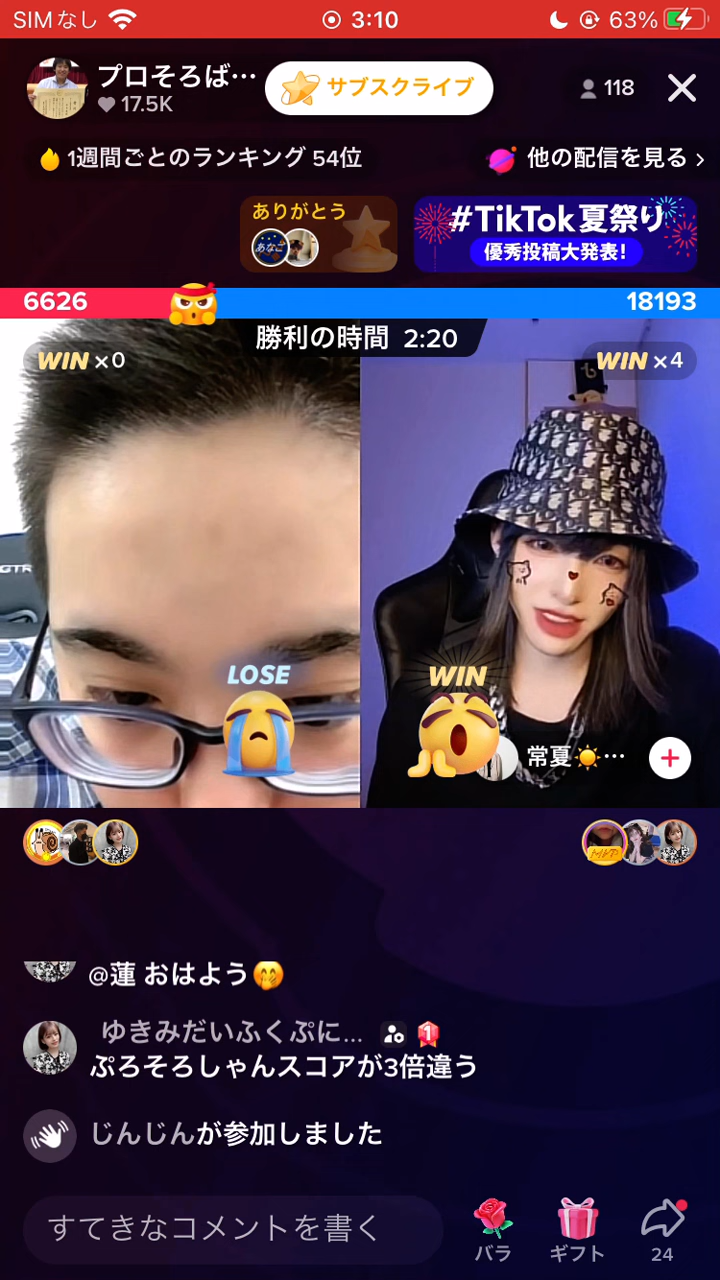 SIMなし 3:10 63%
プロそろば… サブスクライブ 118
17.5K
1週間ごとのランキング 54位 他の配信を見る
ありがとう
あなご
#TikTok夏祭り
優秀投稿大発表!
6626 18193
勝利の時間 2:20
WIN ×0 WIN ×4
GTR
LOSE WIN
常夏☀️…
@蓮 おはよう🤭
ゆきみだいふくぷに… 1
ぷろそろしゃんスコアが3倍違う
じんじんが参加しました
すてきなコメントを書く
バラ ギフト 24